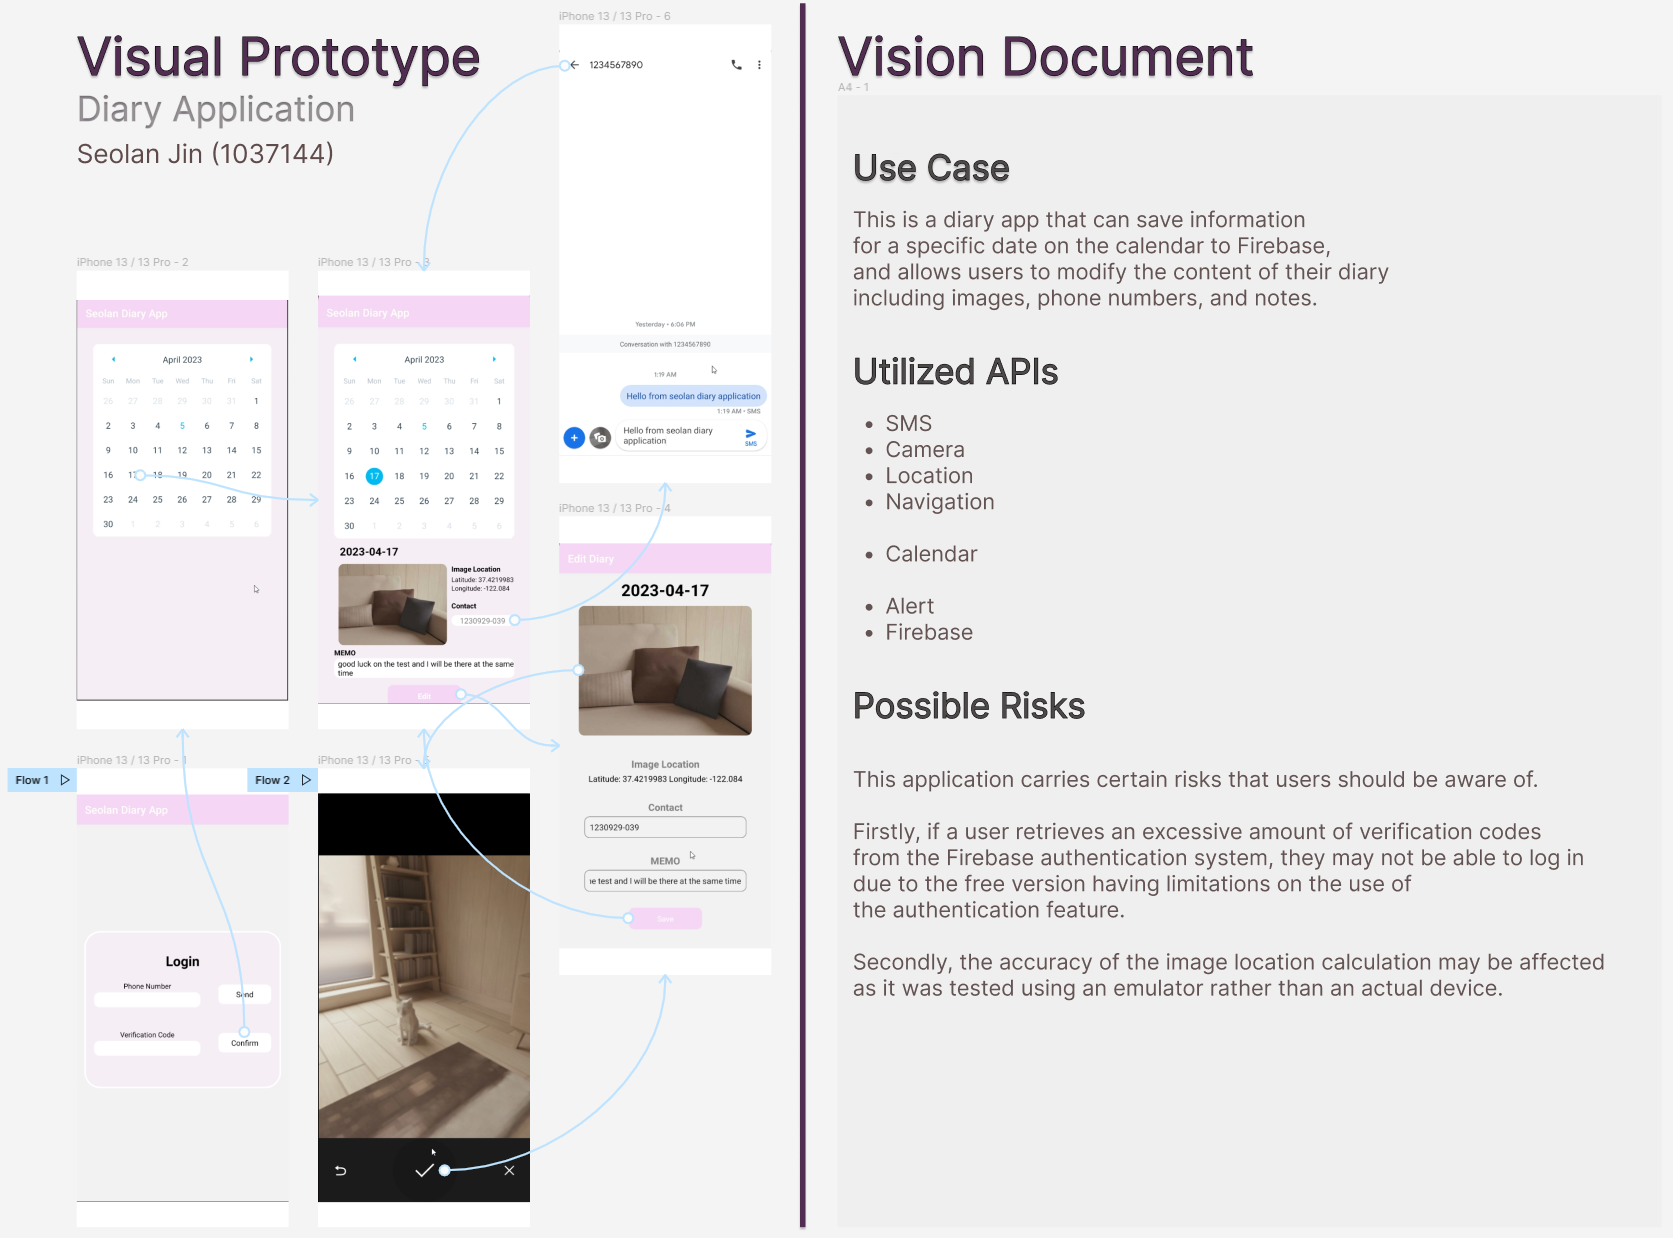 Visual Prototype
Diary Application
Seolan Jin (1037144)
iPhone 13 / 13 Pro - 6
1234567890
Yesterday • 6:06 PM
Conversation with 1234567890
1:19 AM
Hello from seolan diary application
1:19 AM • SMS
Hello from seolan diary
application
SMS
iPhone 13 / 13 Pro - 2
Seolan Diary App
April 2023
Sun Mon Tue Wed Thu Fri Sat
26 27 28 29 30 31 1
2 3 4 5 6 7 8
9 10 11 12 13 14 15
16 17 18 19 20 21 22
23 24 25 26 27 28 29
30 1 2 3 4 5 6
iPhone 13 / 13 Pro - 3
Seolan Diary App
April 2023
Sun Mon Tue Wed Thu Fri Sat
26 27 28 29 30 31 1
2 3 4 5 6 7 8
9 10 11 12 13 14 15
16 17 18 19 20 21 22
23 24 25 26 27 28 29
30 1 2 3 4 5 6
2023-04-17
Image Location
Latitude: 37.4219983
Longitude: -122.084
Contact
1230929-039
MEMO
good luck on the test and I will be there at the same
time
Edit
iPhone 13 / 13 Pro - 4
Edit Diary
2023-04-17
Image Location
Latitude: 37.4219983 Longitude: -122.084
Contact
1230929-039
MEMO
e test and I will be there at the same time
Save
iPhone 13 / 13 Pro - 1
Flow 1
Seolan Diary App
Login
Phone Number
Send
Verification Code
Confirm
iPhone 13 / 13 Pro - 5
Flow 2
Vision Document
A4 - 1
Use Case
This is a diary app that can save information
for a specific date on the calendar to Firebase,
and allows users to modify the content of their diary
including images, phone numbers, and notes.
Utilized APIs
• SMS
• Camera
• Location
• Navigation
• Calendar
• Alert
• Firebase
Possible Risks
This application carries certain risks that users should be aware of.
Firstly, if a user retrieves an excessive amount of verification codes
from the Firebase authentication system, they may not be able to log in
due to the free version having limitations on the use of
the authentication feature.
Secondly, the accuracy of the image location calculation may be affected
as it was tested using an emulator rather than an actual device.